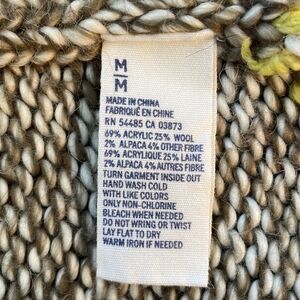 M
M
MADE IN CHINA
FABRIQUÉ EN CHINE
RN 54485 CA 03873
69% ACRYLIC 25% WOOL
2% ALPACA 4% OTHER FIBRE
69% ACRYLIQUE 25% LAINE
2% ALPACA 4% AUTRES FIBRE
TURN GARMENT INSIDE OUT
HAND WASH COLD
WITH LIKE COLORS
ONLY NON-CHLORINE
BLEACH WHEN NEEDED
DO NOT WRING OR TWIST
LAY FLAT TO DRY
WARM IRON IF NEEDED